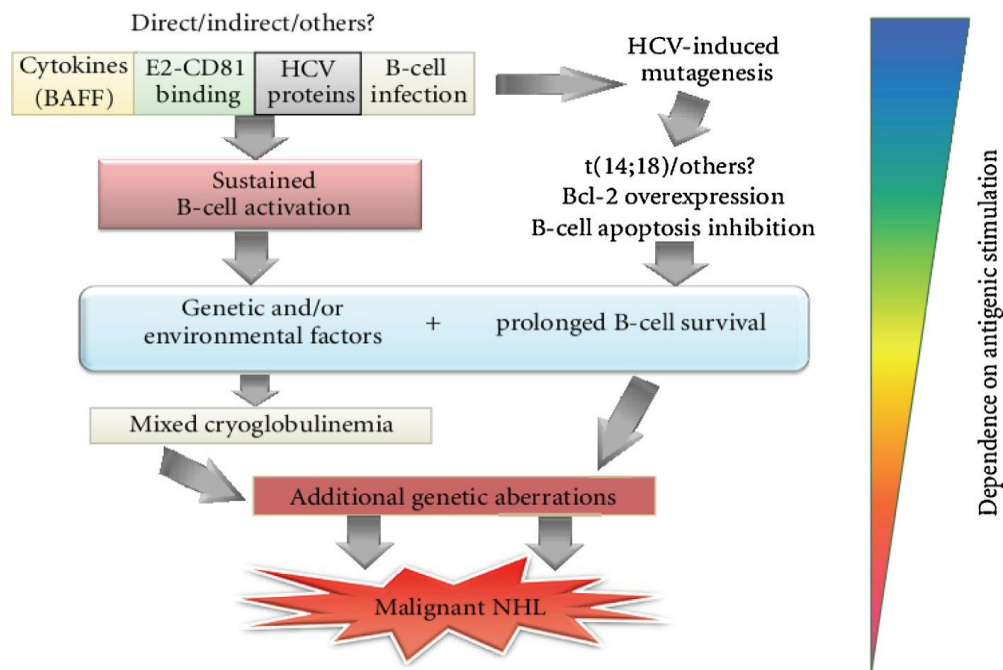 Direct/indirect/others?
Cytokines
(BAFF)
E2-CD81
binding
HCV
proteins
B-cell
infection
HCV-induced
mutagenesis
Sustained
B-cell activation
t(14;18)/others?
Bcl-2 overexpression
B-cell apoptosis inhibition
Genetic and/or
environmental factors
+
prolonged B-cell survival
Mixed cryoglobulinemia
Additional genetic aberrations
Malignant NHL
Dependence on antigenic stimulation